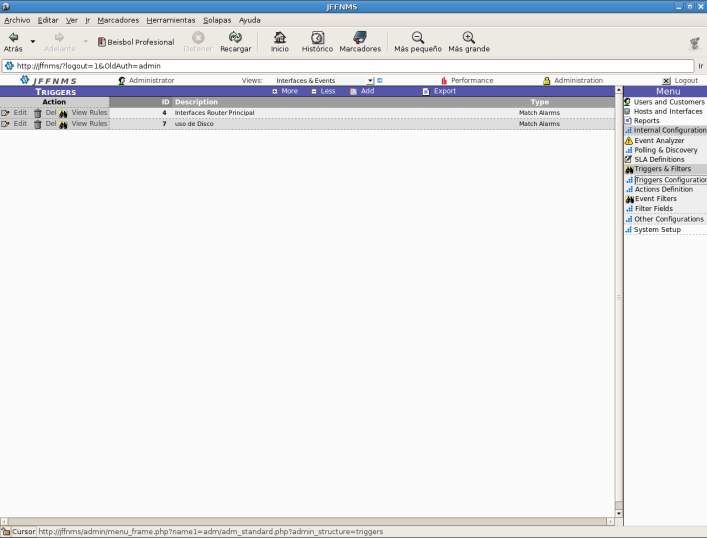 JFFNMS
Archivo Editar Ver Ir Marcadores Herramientas Solapas Ayuda
Atrás Adelante Beisbol Profesional Detener Recargar Inicio Histórico Marcadores Más pequeño Más grande
http://jffnms/?logout=1&OldAuth=admin Ir
JFFNMS Administrator Views: Interfaces & Events Performance Administration Logout
TRIGGERS More Less Add Export Menu
Action ID Description Type
Edit Del View Rules 4 Interfaces Router Principal Match Alarms
Edit Del View Rules 7 uso de Disco Match Alarms
Users and Customers
Hosts and Interfaces
Reports
Internal Configuration
Event Analyzer
Polling & Discovery
SLA Definitions
Triggers & Filters
Triggers Configuration
Actions Definition
Event Filters
Filter Fields
Other Configurations
System Setup
Cursor http://jffnms/admin/menu_frame.php?name1=adm/adm_standard.php?admin_structure=triggers